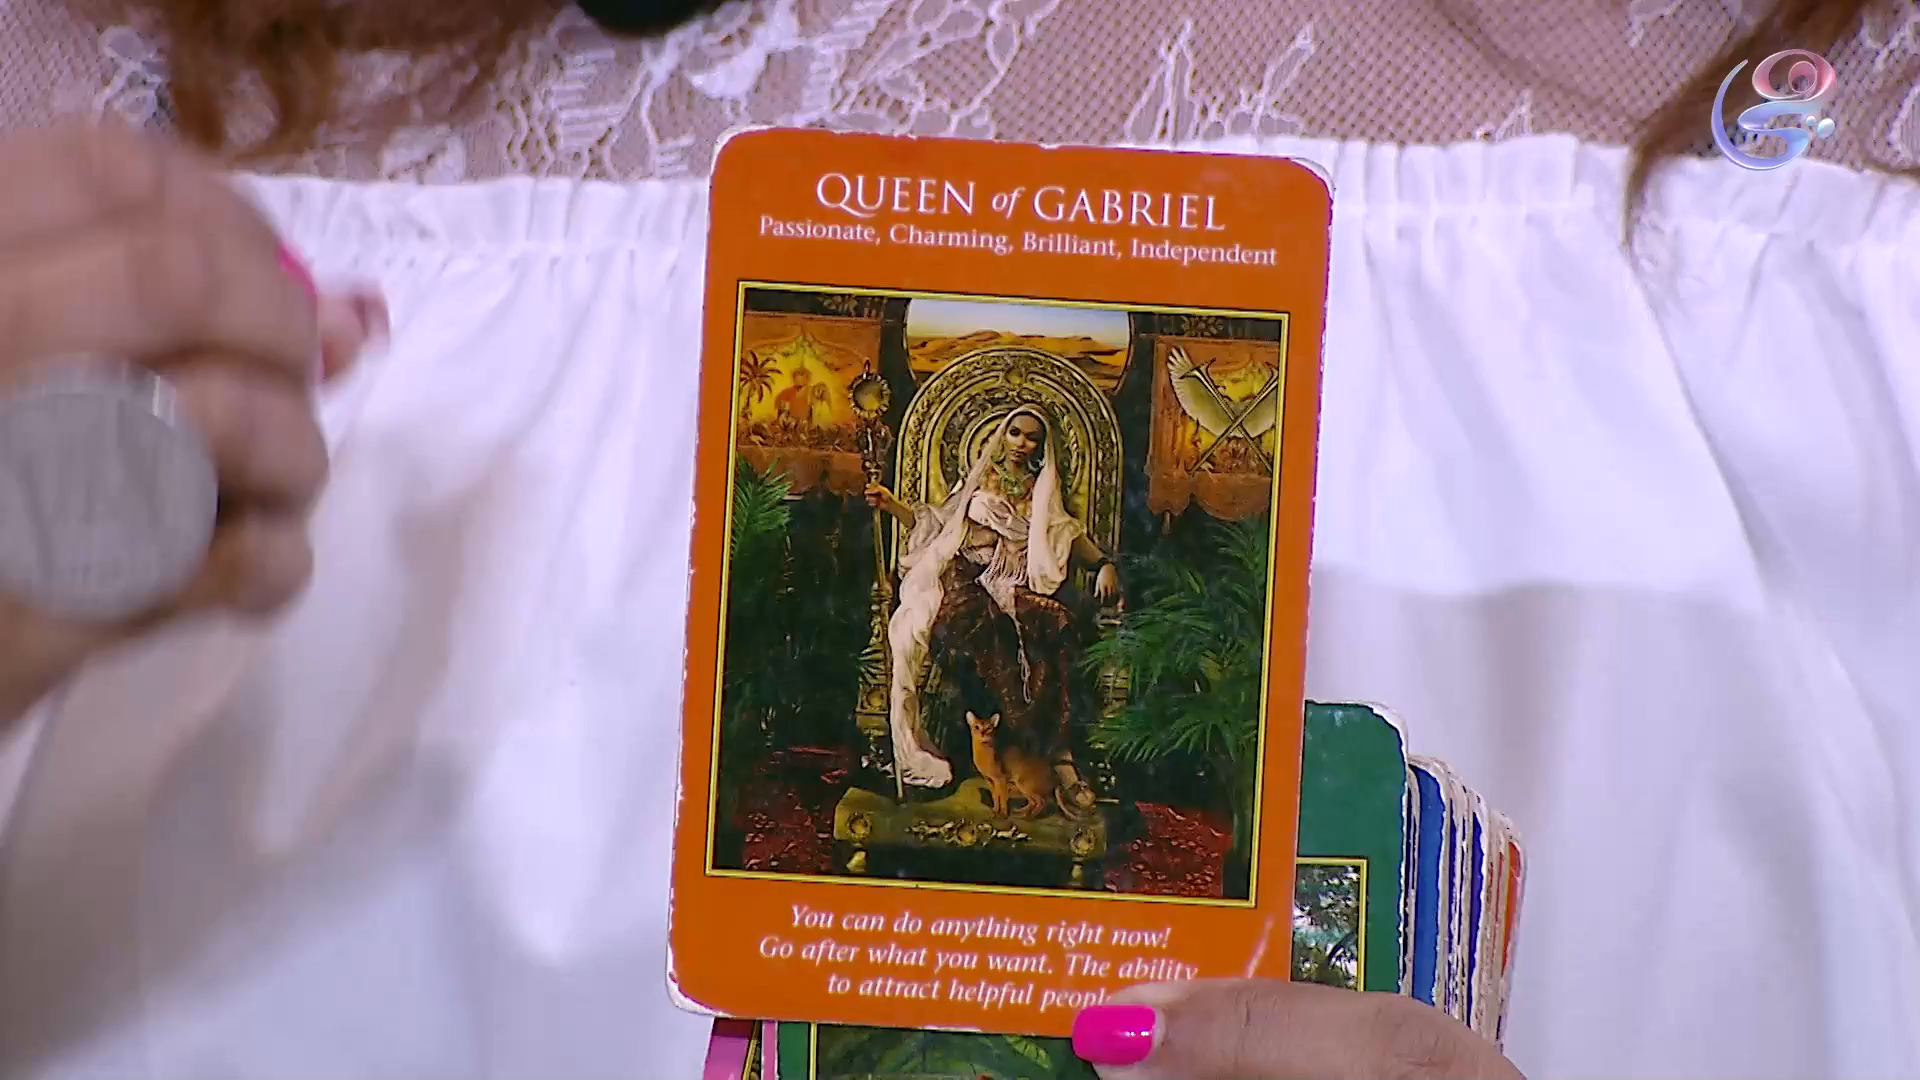 QUEEN of GABRIEL
Passionate, Charming, Brilliant, Independent
You can do anything right now!
Go after what you want. The ability
to attract helpful people